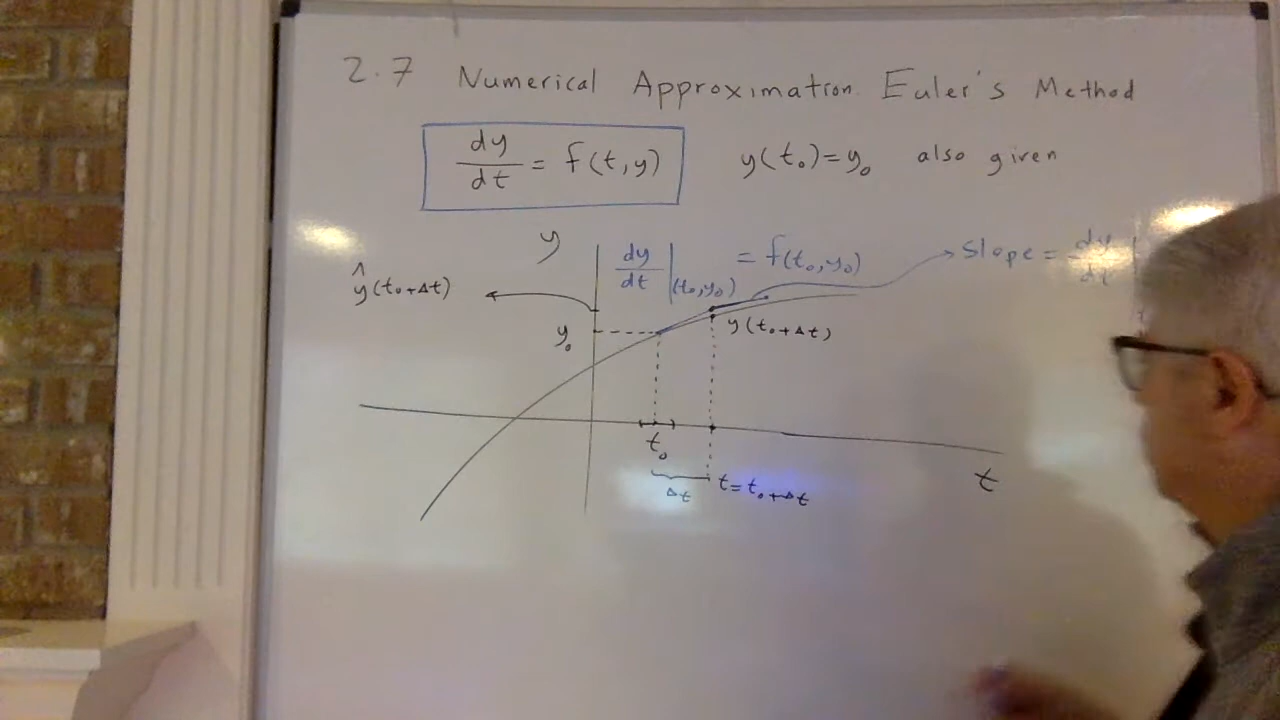 2.7 Numerical Approximation. Euler's Method
dy/dt = f(t,y) y(t₀)=y₀ also given
y dy/dt |(t₀,y₀) = f(t₀,y₀) → Slope = dy/dt |
ŷ(t₀+Δt)
y₀ y(t₀+Δt)
t₀
Δt t=t₀+Δt t